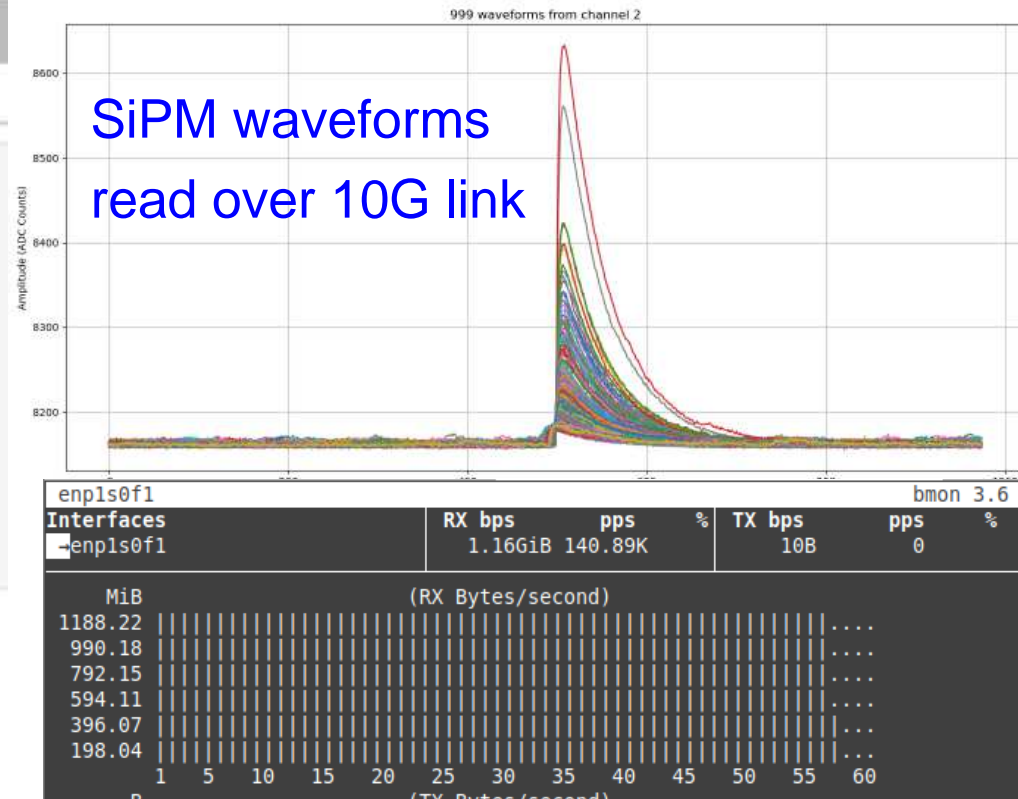 999 waveforms from channel 2
SiPM waveforms
read over 10G link
Amplitude (ADC Counts)
8600
8500
8400
8300
8200
enp1s0f1 bmon 3.6
Interfaces RX bps pps % TX bps pps %
→enp1s0f1 1.16GiB 140.89K 10B 0
MiB (RX Bytes/second)
1188.22 ||||||||||||||||||||||||||||||||||||||||||||||||||||||||....
990.18 ||||||||||||||||||||||||||||||||||||||||||||||||||||||||....
792.15 ||||||||||||||||||||||||||||||||||||||||||||||||||||||||....
594.11 ||||||||||||||||||||||||||||||||||||||||||||||||||||||||....
396.07 |||||||||||||||||||||||||||||||||||||||||||||||||||||||||...
198.04 |||||||||||||||||||||||||||||||||||||||||||||||||||||||||...
1 5 10 15 20 25 30 35 40 45 50 55 60
(TX Bytes/second)